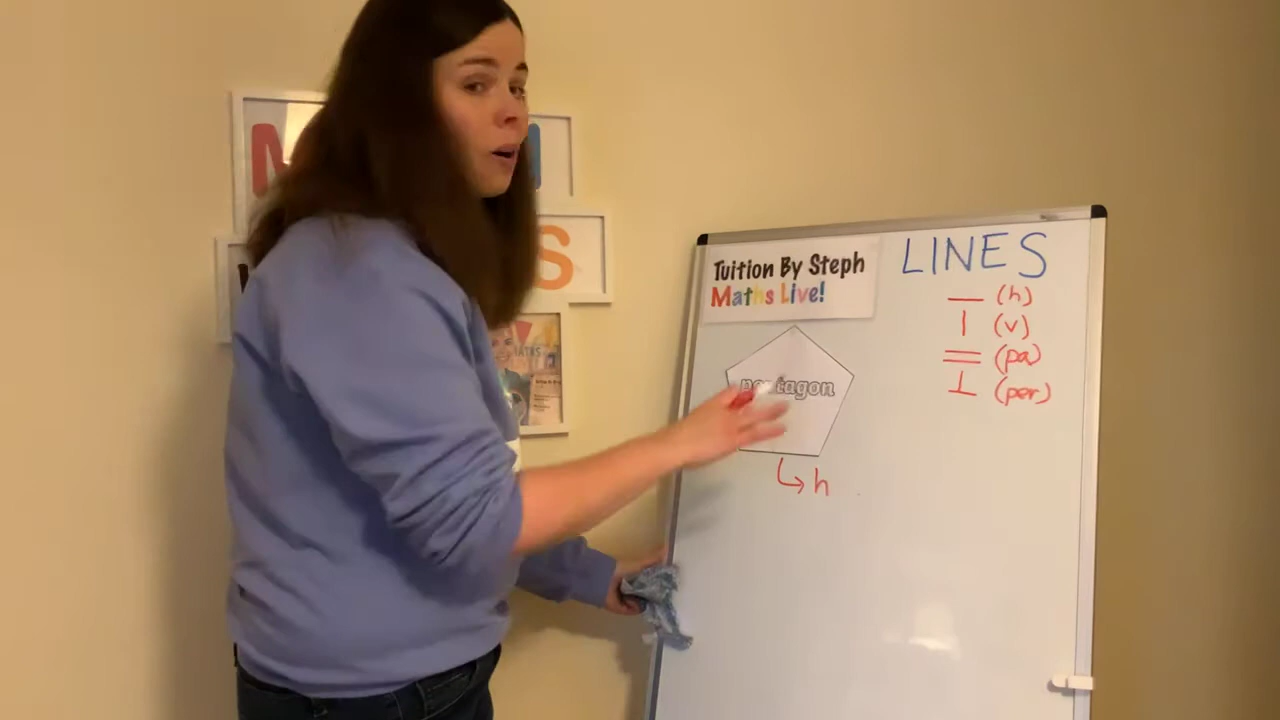 Tuition By Steph
Maths Live!
LINES
(h)
(v)
(pa)
(per)
pentagon
h
S